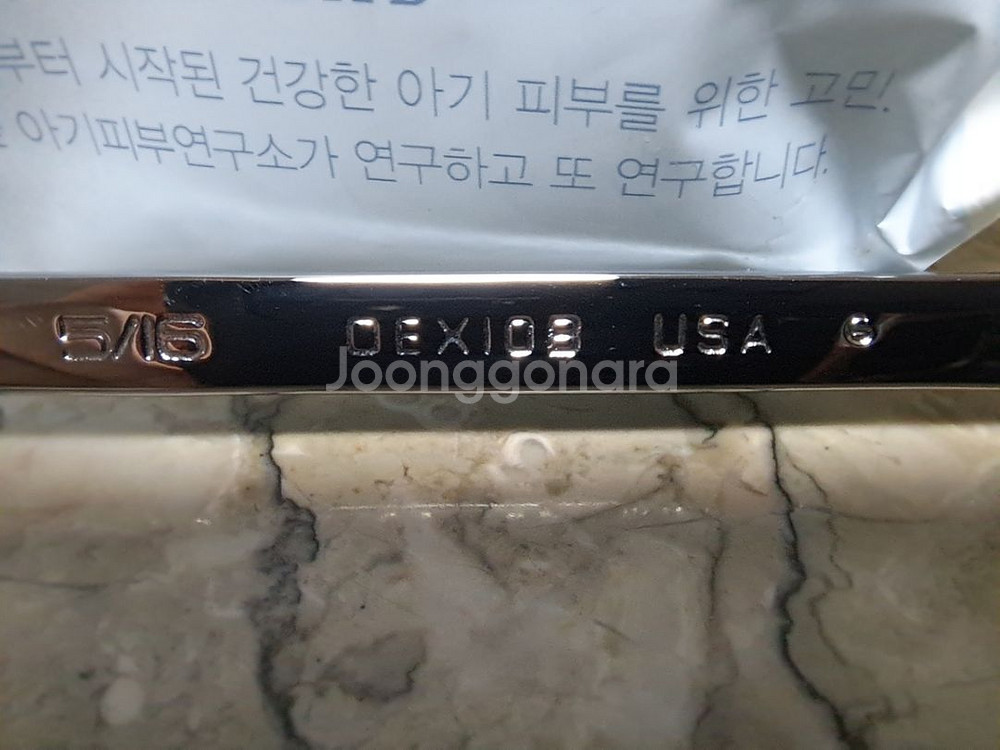 부터 시작된 건강한 아기 피부를 위한 고민!
아기피부연구소가 연구하고 또 연구합니다.
5/16 OEX10B USA 6
Joonggonara